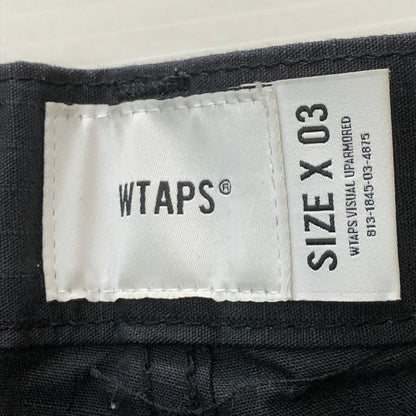 WTAPS®
SIZE X 03
WTAPS VISUAL UPARMORED
813-1845-03-4875